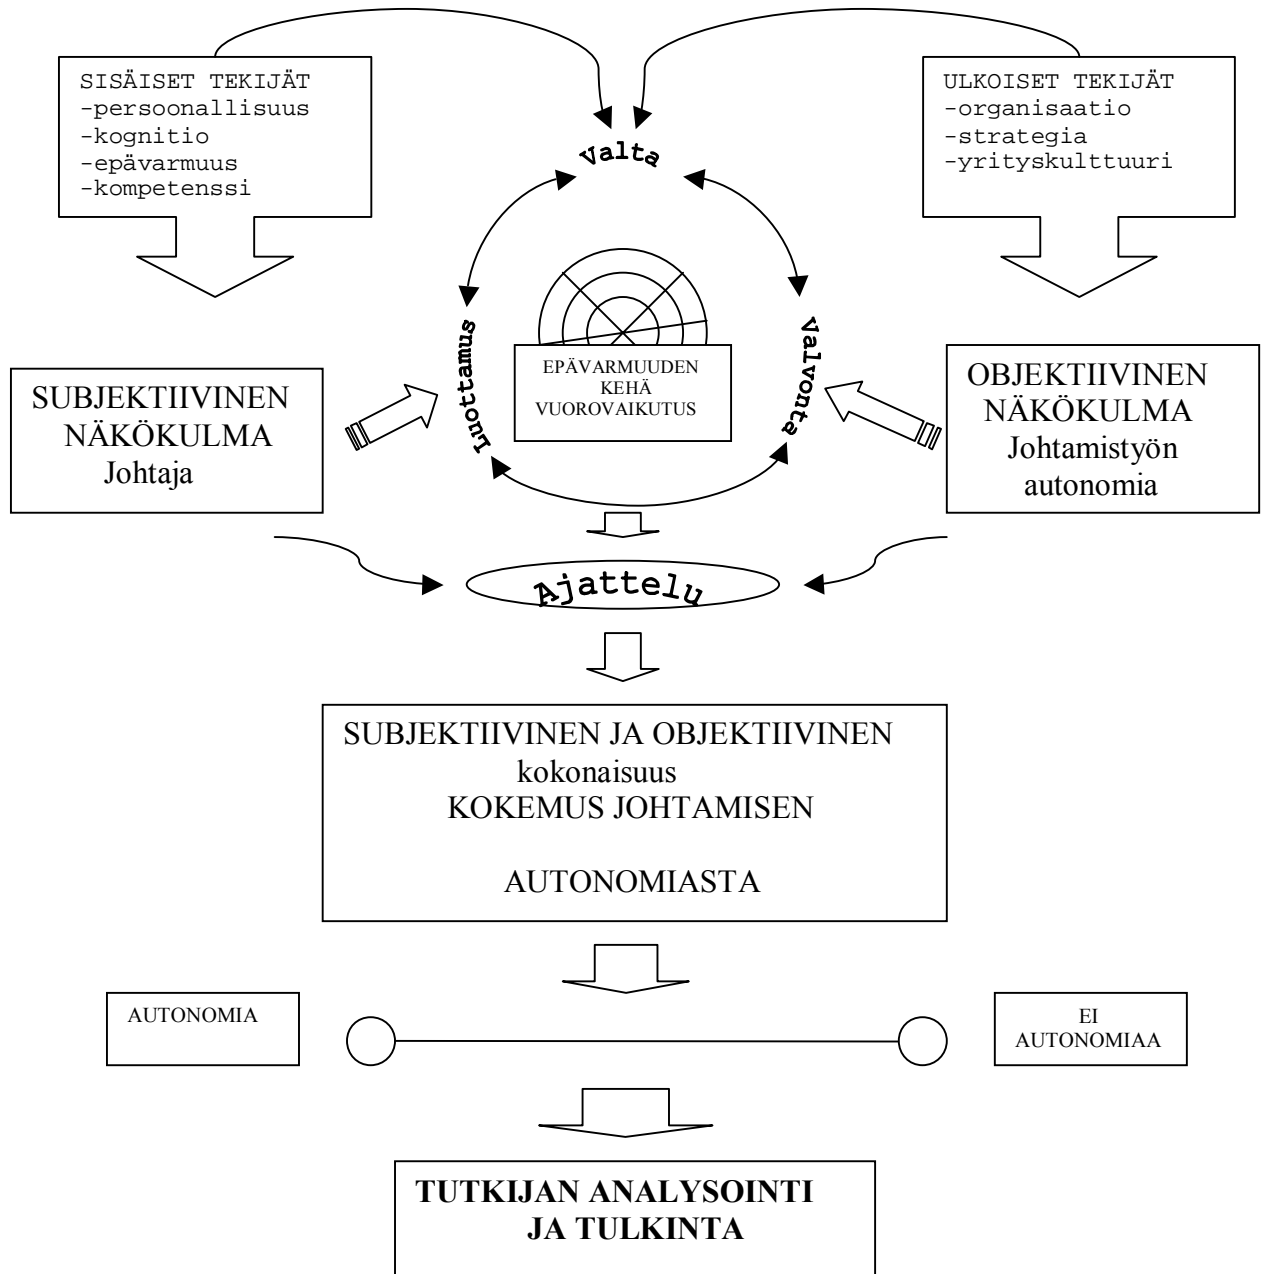 SISÄISET TEKIJÄT
-persoonallisuus
-kognitio
-epävarmuus
-kompetenssi
ULKOISET TEKIJÄT
-organisaatio
-strategia
-yrityskulttuuri
Valta
Luottamus
Valvonta
EPÄVARMUUDEN
KEHÄ
VUOROVAIKUTUS
SUBJEKTIIVINEN
NÄKÖKULMA
Johtaja
OBJEKTIIVINEN
NÄKÖKULMA
Johtamistyön
autonomia
Ajattelu
SUBJEKTIIVINEN JA OBJEKTIIVINEN
kokonaisuus
KOKEMUS JOHTAMISEN
AUTONOMIASTA
AUTONOMIA
EI
AUTONOMIAA
TUTKIJAN ANALYSOINTI
JA TULKINTA